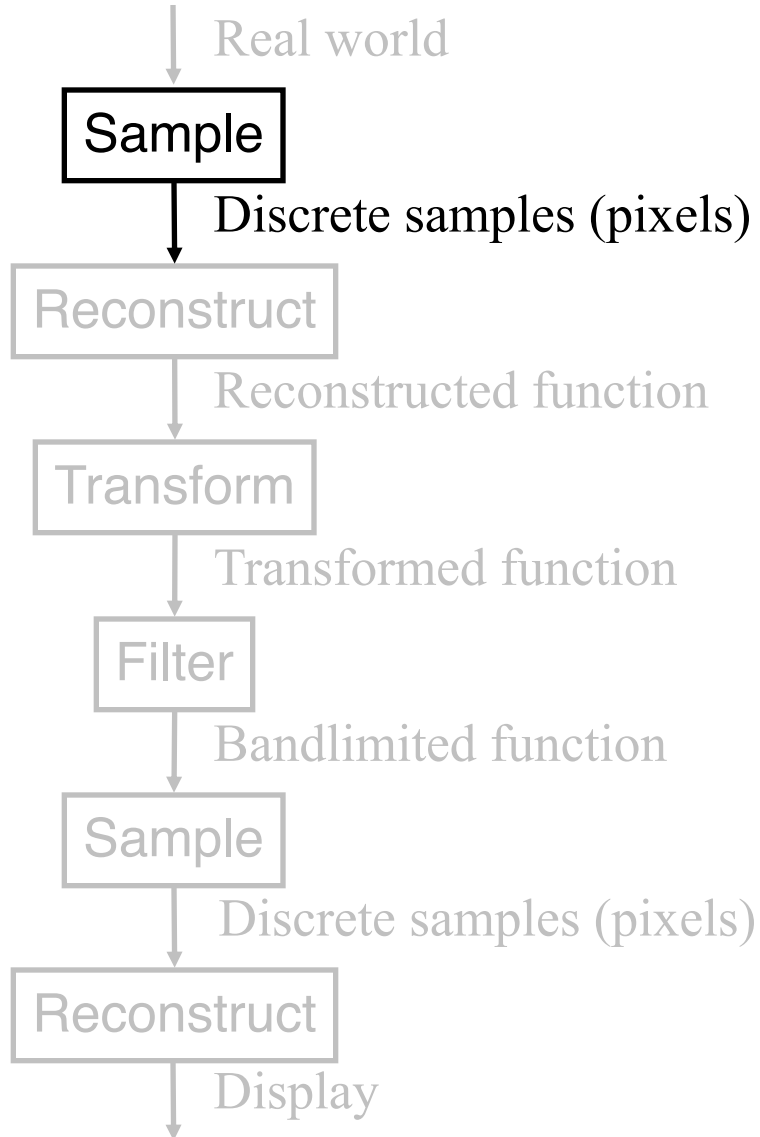 Real world
Sample
Discrete samples (pixels)
Reconstruct
Reconstructed function
Transform
Transformed function
Filter
Bandlimited function
Sample
Discrete samples (pixels)
Reconstruct
Display